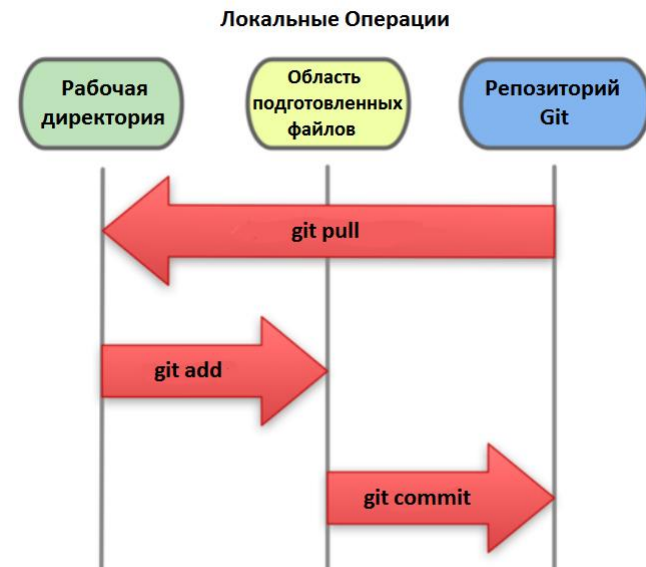 Локальные Операции
Рабочая
директория
Область
подготовленных
файлов
Репозиторий
Git
git pull
git add
git commit